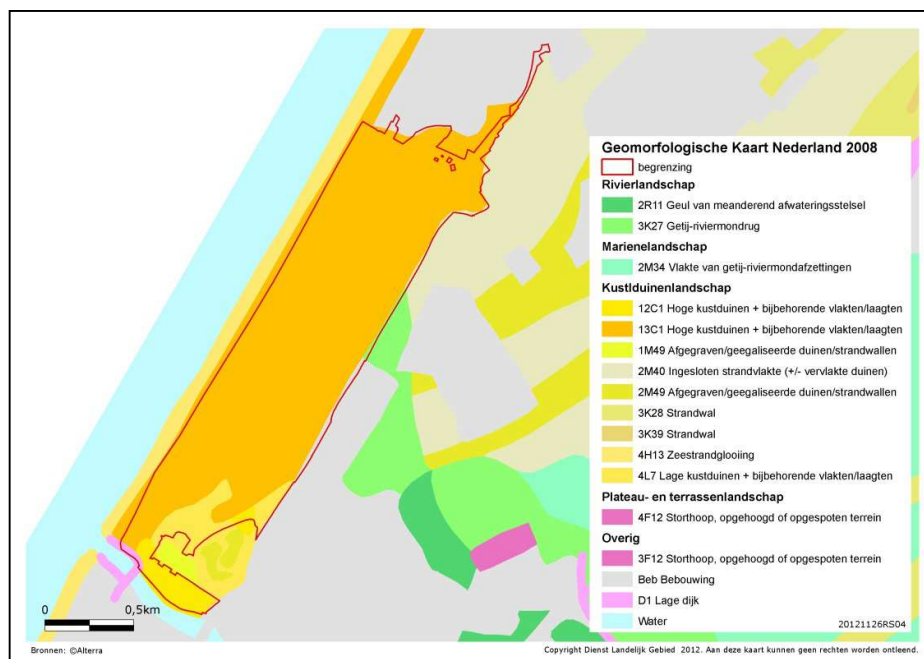 Geomorfologische Kaart Nederland 2008
begrenzing
Rivierlandschap
2R11 Geul van meanderend afwateringsstelsel
3K27 Getij-riviermondrug
Marienelandschap
2M34 Vlakte van getij-riviermondafzettingen
Kustlduinenlandschap
12C1 Hoge kustduinen + bijbehorende vlakten/laagten
13C1 Hoge kustduinen + bijbehorende vlakten/laagten
1M49 Afgegraven/geegaliseerde duinen/strandwallen
2M40 Ingesloten strandvlakte (+/- vervlakte duinen)
2M49 Afgegraven/geegaliseerde duinen/strandwallen
3K28 Strandwal
3K39 Strandwal
4H13 Zeestrandglooiing
4L7 Lage kustduinen + bijbehorende vlakten/laagten
Plateau- en terrassenlandschap
4F12 Storthoop, opgehoogd of opgespoten terrein
Overig
3F12 Storthoop, opgehoogd of opgespoten terrein
Beb Bebouwing
D1 Lage dijk
Water
20121126RS04
0 0,5km
Bronnen: ©Alterra
Copyright Dienst Landelijk Gebied 2012. Aan deze kaart kunnen geen rechten worden ontleend.